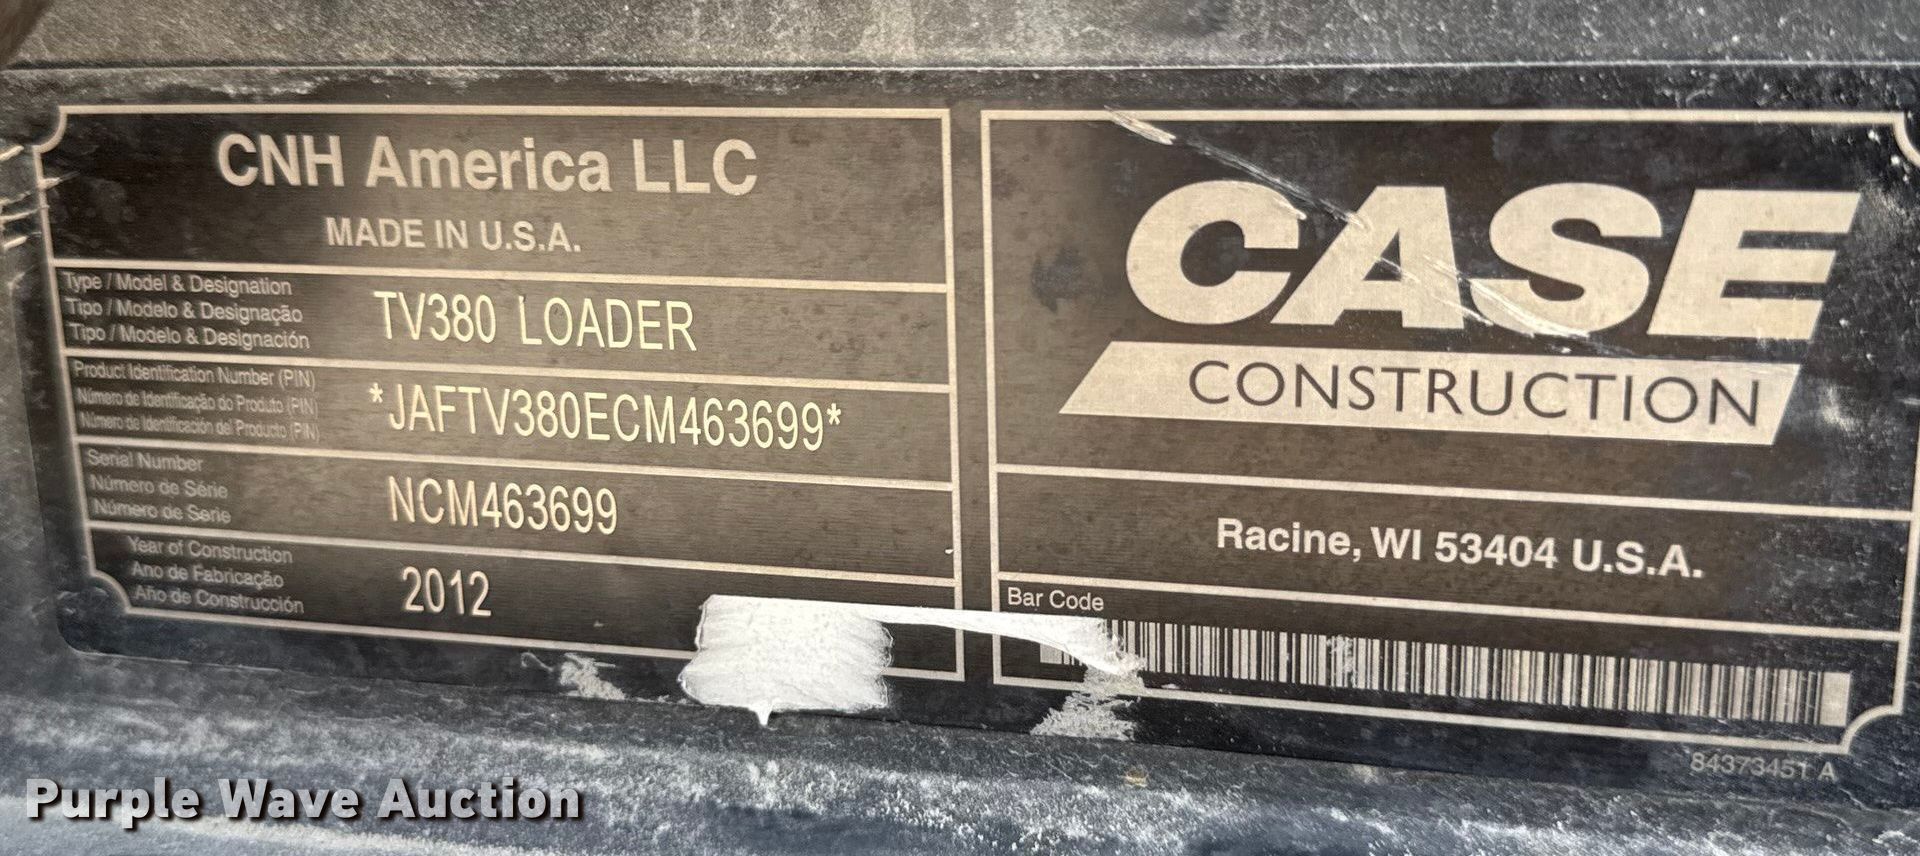 CNH America LLC
MADE IN U.S.A.
Type / Model & Designation
Tipo / Modelo & Designação
Tipo / Modelo & Designación
TV380 LOADER
Product Identification Number (PIN)
Número de Identificação do Produto (PIN)
Número de Identificación del Producto (PIN)
*JAFTV380ECM463699*
Serial Number
Número de Série
Número de Serie
NCM463699
Year of Construction
Ano de Fabricação
Año de Construcción
2012
CASE
CONSTRUCTION
Racine, WI 53404 U.S.A.
Bar Code
84373451 A
Purple Wave Auction